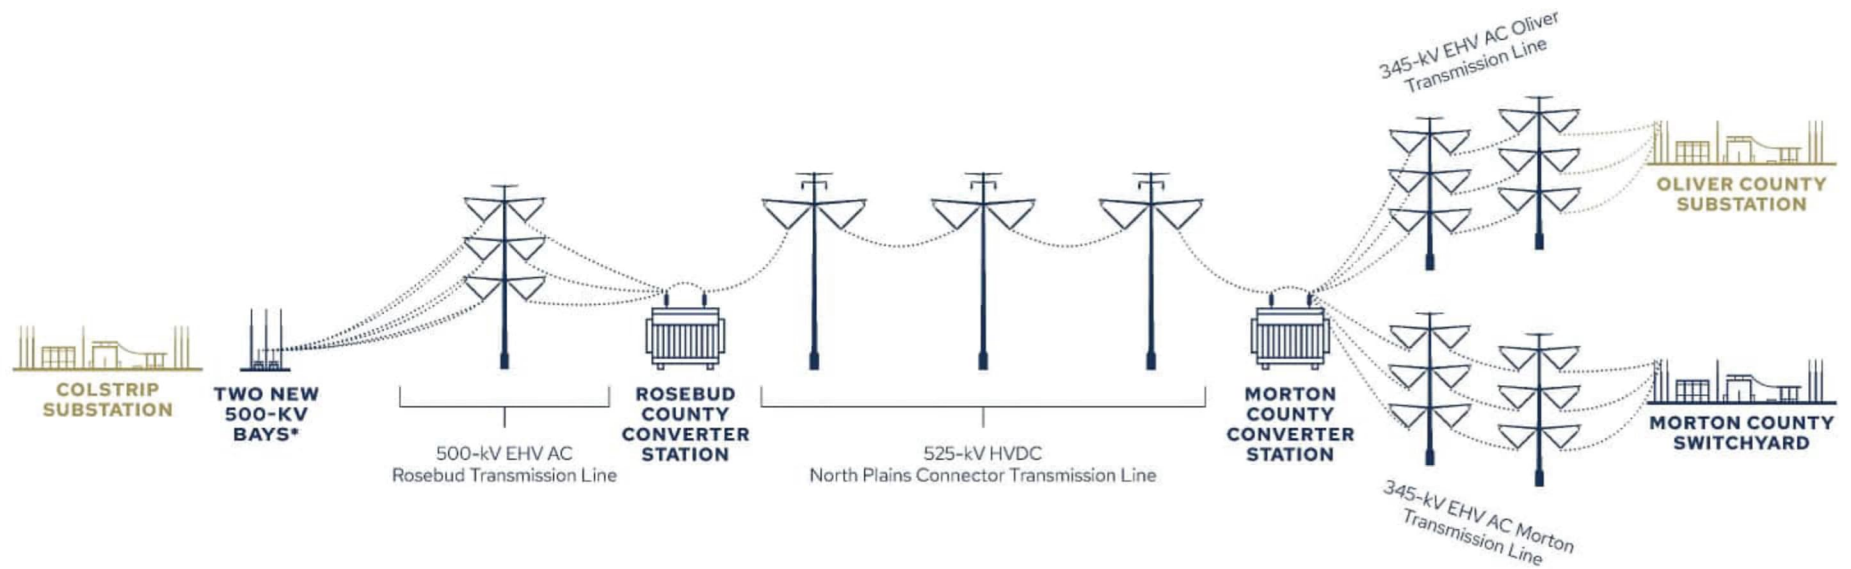 345-kV EHV AC Oliver
Transmission Line
OLIVER COUNTY
SUBSTATION
COLSTRIP
SUBSTATION
TWO NEW
500-KV
BAYS*
500-kV EHV AC
Rosebud Transmission Line
ROSEBUD
COUNTY
CONVERTER
STATION
525-kV HVDC
North Plains Connector Transmission Line
MORTON
COUNTY
CONVERTER
STATION
MORTON COUNTY
SWITCHYARD
345-kV EHV AC Morton
Transmission Line